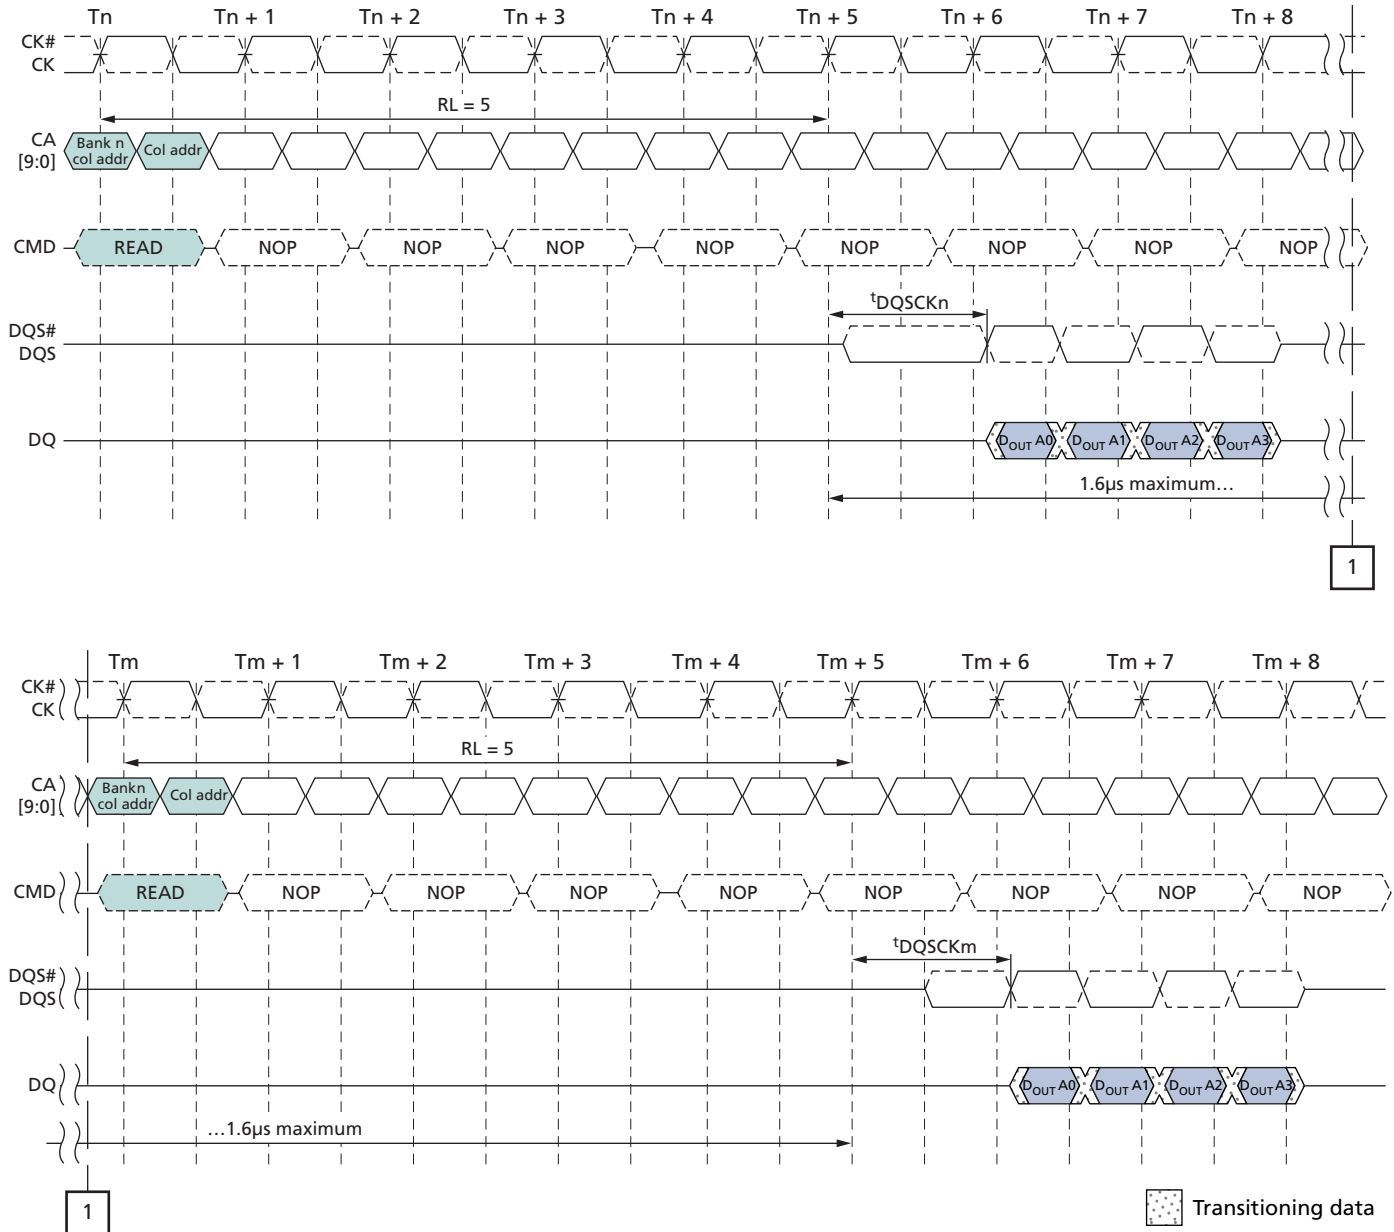 Tn Tn + 1 Tn + 2 Tn + 3 Tn + 4 Tn + 5 Tn + 6 Tn + 7 Tn + 8
CK#
CK
RL = 5
CA
[9:0]
Bank n
col addr
Col addr
CMD READ NOP NOP NOP NOP NOP NOP NOP NOP
tDQSCKn
DQS#
DQS
DQ DOUT A0 DOUT A1 DOUT A2 DOUT A3
1.6µs maximum…
1
Tm Tm + 1 Tm + 2 Tm + 3 Tm + 4 Tm + 5 Tm + 6 Tm + 7 Tm + 8
CK#
CK
RL = 5
CA
[9:0]
Bankn
col addr
Col addr
CMD READ NOP NOP NOP NOP NOP NOP NOP NOP
tDQSCKm
DQS#
DQS
DQ DOUT A0 DOUT A1 DOUT A2 DOUT A3
…1.6µs maximum
1
Transitioning data